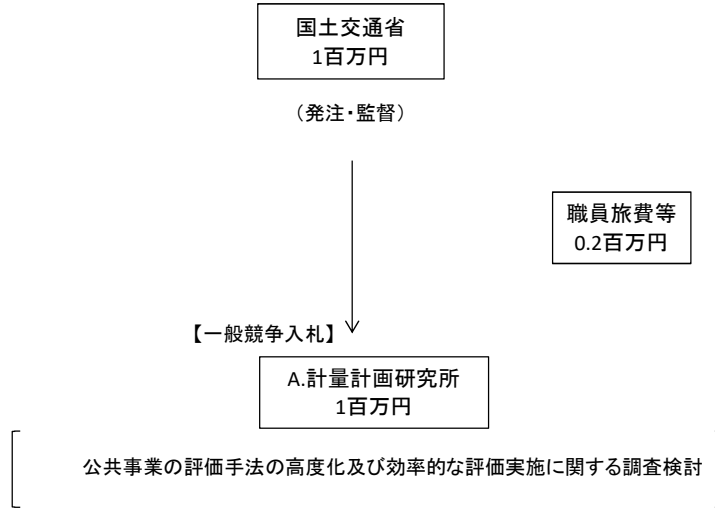 国土交通省
1百万円
（発注・監督）
職員旅費等
0.2百万円
【一般競争入札】
A.計量計画研究所
1百万円
公共事業の評価手法の高度化及び効率的な評価実施に関する調査検討